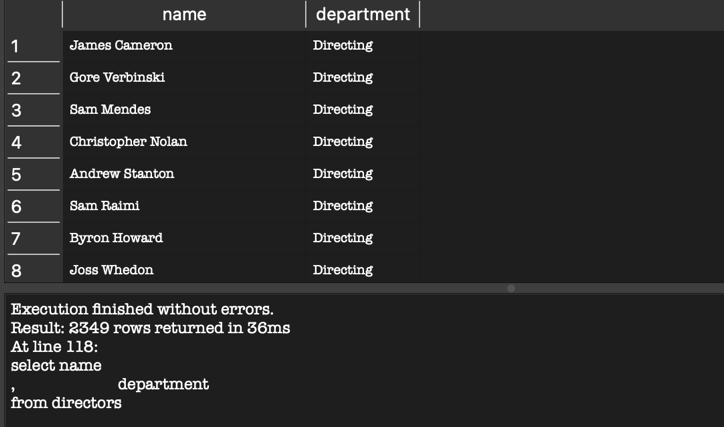 name department
1 James Cameron Directing
2 Gore Verbinski Directing
3 Sam Mendes Directing
4 Christopher Nolan Directing
5 Andrew Stanton Directing
6 Sam Raimi Directing
7 Byron Howard Directing
8 Joss Whedon Directing
Execution finished without errors.
Result: 2349 rows returned in 36ms
At line 118:
select name
, department
from directors